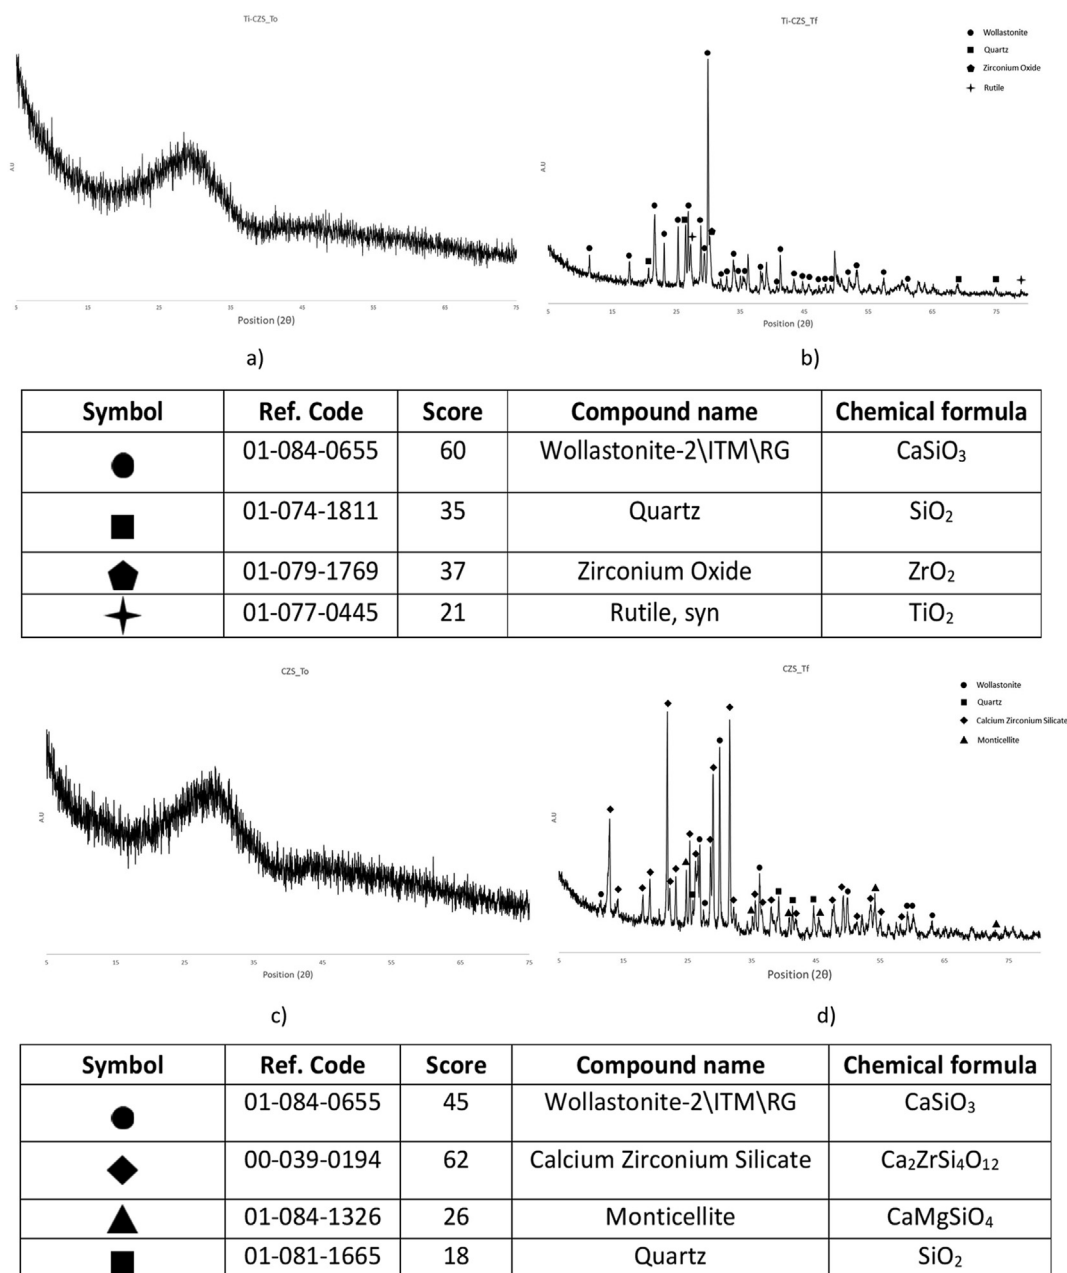 Ti-CZS_To
A.U
5 15 25 35 45 55 65 75
Position (2θ)
a)
Ti-CZS_Tf
Wollastonite
Quartz
Zirconium Oxide
Rutile
A.U
5 15 25 35 45 55 65 75
Position (2θ)
b)
Symbol Ref. Code Score Compound name Chemical formula
01-084-0655 60 Wollastonite-2\ITM\RG CaSiO₃
01-074-1811 35 Quartz SiO₂
01-079-1769 37 Zirconium Oxide ZrO₂
01-077-0445 21 Rutile, syn TiO₂
CZS_To
A.U
5 15 25 35 45 55 65 75
Position (2θ)
c)
CZS_Tf
Wollastonite
Quartz
Calcium Zirconium Silicate
Monticellite
A.U
5 15 25 35 45 55 65 75
Position (2θ)
d)
Symbol Ref. Code Score Compound name Chemical formula
01-084-0655 45 Wollastonite-2\ITM\RG CaSiO₃
00-039-0194 62 Calcium Zirconium Silicate Ca₂ZrSi₄O₁₂
01-084-1326 26 Monticellite CaMgSiO₄
01-081-1665 18 Quartz SiO₂